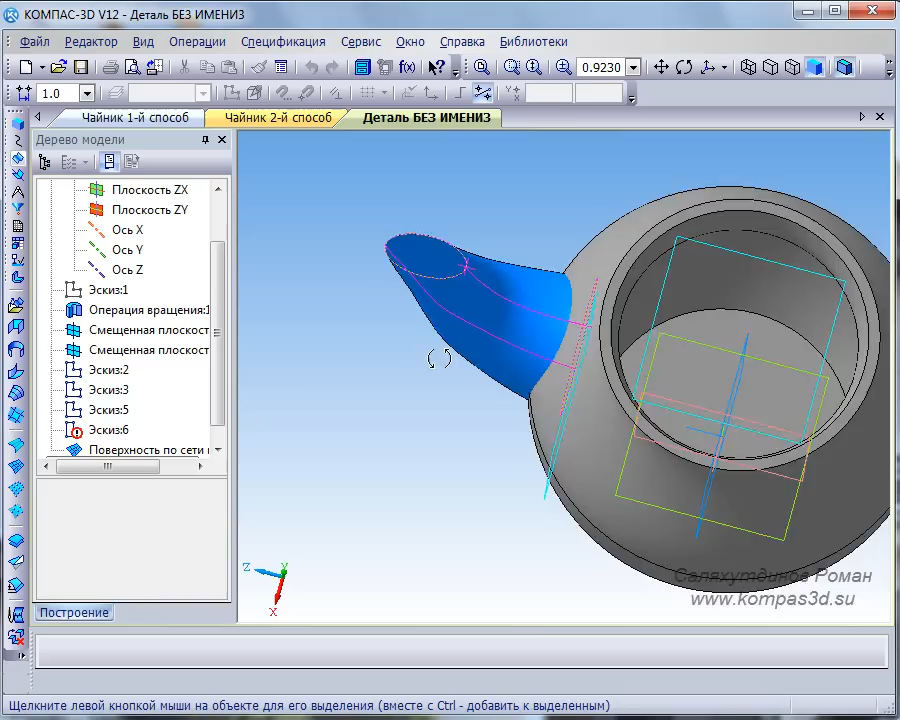 КОМПАС-3D V12 - Деталь БЕЗ ИМЕНИ3
Файл Редактор Вид Операции Спецификация Сервис Окно Справка Библиотеки
f(x) 0.9230
1.0
Чайник 1-й способ Чайник 2-й способ Деталь БЕЗ ИМЕНИ3
Дерево модели
Плоскость ZX
Плоскость ZY
Ось X
Ось Y
Ось Z
Эскиз:1
Операция вращения:1
Смещенная плоскост
Смещенная плоскост
Эскиз:2
Эскиз:3
Эскиз:5
Эскиз:6
Поверхность по сети
Построение
Z Y
X
Саляхутдинов Роман
www.kompas3d.su
Щелкните левой кнопкой мыши на объекте для его выделения (вместе с Ctrl - добавить к выделенным)